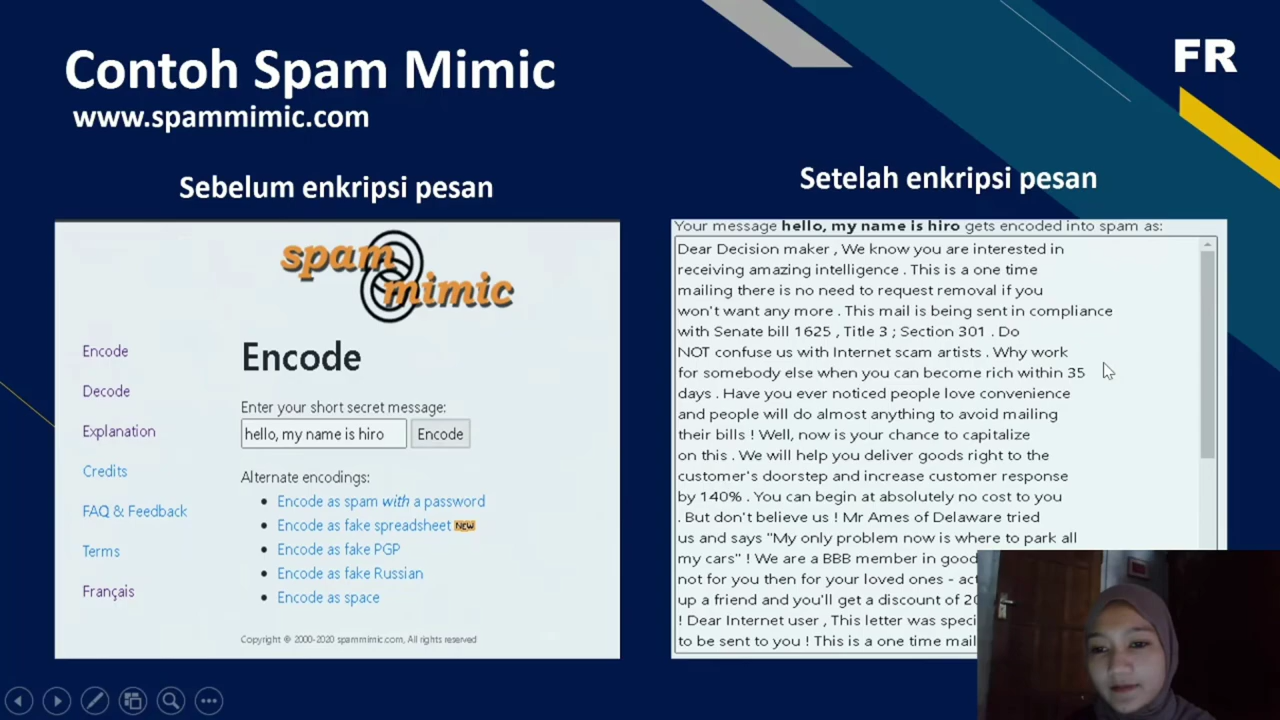 Contoh Spam Mimic
www.spammimic.com
FR
Sebelum enkripsi pesan
spam
mimic
Encode
Decode
Explanation
Credits
FAQ & Feedback
Terms
Français
Encode
Enter your short secret message:
hello, my name is hiro Encode
Alternate encodings:
Encode as spam with a password
Encode as fake spreadsheet NEW
Encode as fake PGP
Encode as fake Russian
Encode as space
Copyright © 2000-2020 spammimic.com, All rights reserved
Setelah enkripsi pesan
Your message hello, my name is hiro gets encoded into spam as:
Dear Decision maker , We know you are interested in
receiving amazing intelligence . This is a one time
mailing there is no need to request removal if you
won't want any more . This mail is being sent in compliance
with Senate bill 1625 , Title 3 ; Section 301 . Do
NOT confuse us with Internet scam artists . Why work
for somebody else when you can become rich within 35
days . Have you ever noticed people love convenience
and people will do almost anything to avoid mailing
their bills ! Well, now is your chance to capitalize
on this . We will help you deliver goods right to the
customer's doorstep and increase customer response
by 140% . You can begin at absolutely no cost to you
. But don't believe us ! Mr Ames of Delaware tried
us and says "My only problem now is where to park all
my cars" ! We are a BBB member in good
not for you then for your loved ones - act
up a friend and you'll get a discount of
! Dear Internet user , This letter was
to be sent to you ! This is a one time